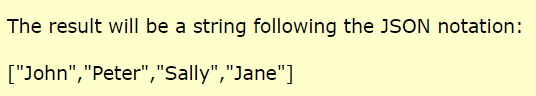 The result will be a string following the JSON notation:
["John","Peter","Sally","Jane"]